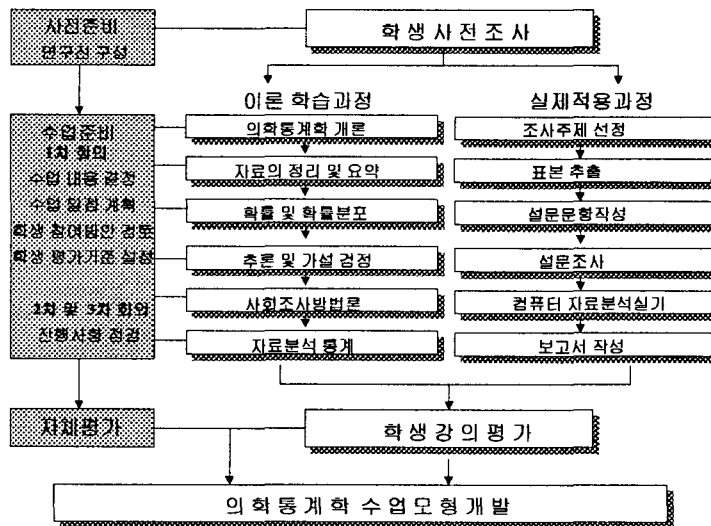 사전준비
연구진 구성
학 생 사 전 조 사
이론 학습과정
실제적용과정
수업준비
1차 회의
수업 내용 결정
수업 일정 계획
학생 참여방안 검토
학생 평가기준 설정
2차 및 3차 회의
진행사항 점검
의학통계학 개론
자료의 정리 및 요약
확률 및 확률분포
추론 및 가설 검정
사회조사방법론
자료분석 통계
조사주제 선정
표본 추출
설문문항작성
설문조사
컴퓨터 자료분석실기
보고서 작성
자체평가
학 생 강 의 평 가
의 학 통 계 학 수 업 모 형 개 발